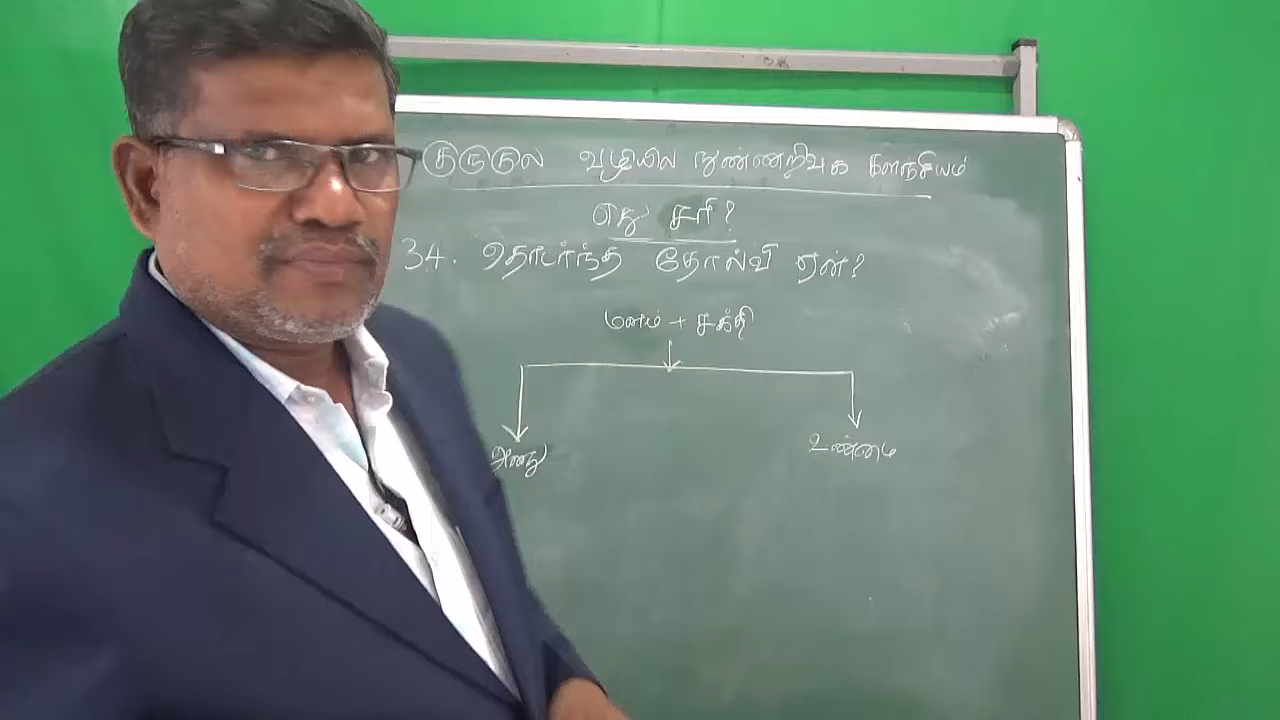 குருகுல வழியில் நுண்ணறிவுக் களஞ்சியம்
எது சரி?
34. தொடர்ந்த தோல்வி ஏன்?
மனம் + சக்தி
உண்மை